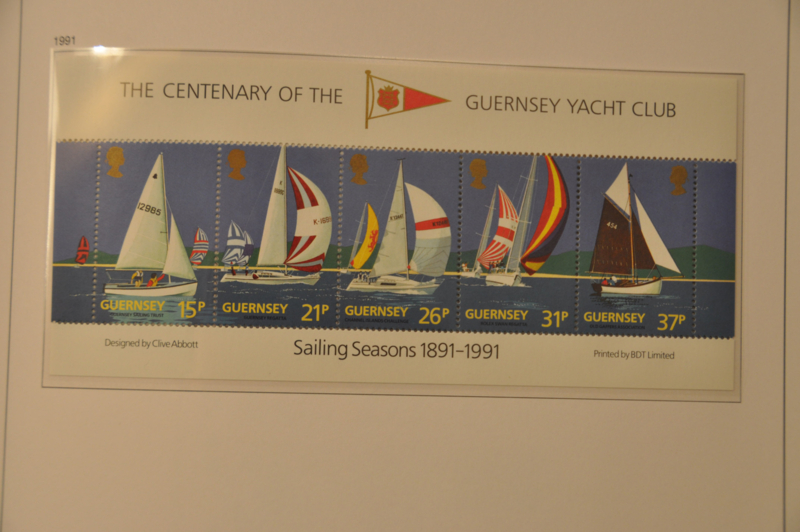 1991
THE CENTENARY OF THE GUERNSEY YACHT CLUB
12985
GUERNSEY 15P
GUERNSEY 21P
GUERNSEY 26P
GUERNSEY 31P
454
GUERNSEY 37P
Designed by Clive Abbott
Sailing Seasons 1891-1991
Printed by BDT Limited